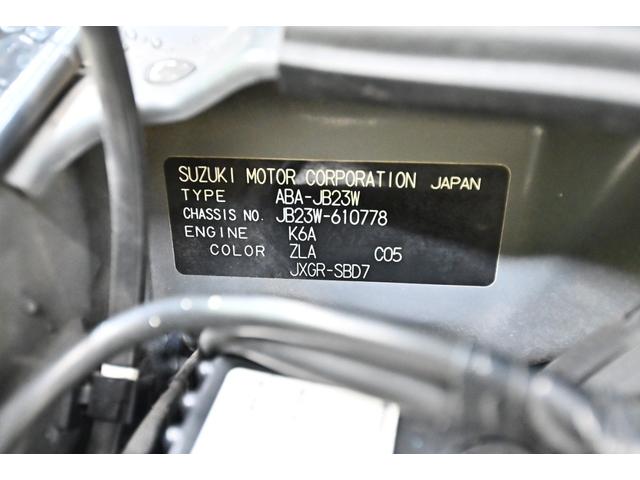 SUZUKI MOTOR CORPORATION JAPAN
TYPE ABA-JB23W
CHASSIS NO. JB23W-610778
ENGINE K6A
COLOR ZLA C05
JXGR-SBD7